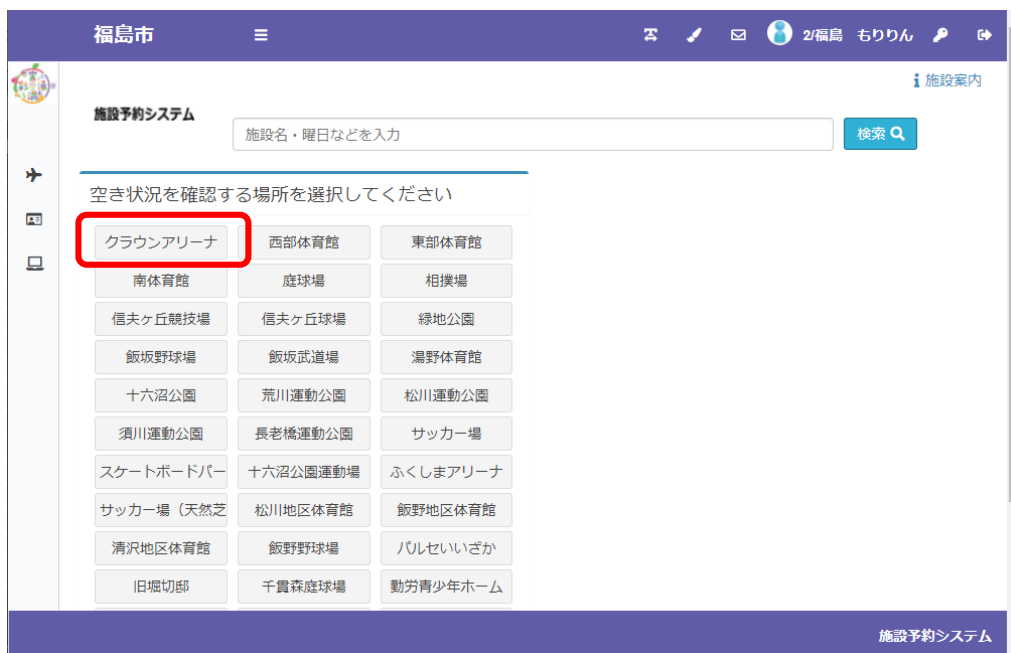 福島市
2/福島 もりりん
施設案内
施設予約システム
施設名・曜日などを入力
検索
空き状況を確認する場所を選択してください
クラウンアリーナ 西部体育館 東部体育館
南体育館 庭球場 相撲場
信夫ヶ丘競技場 信夫ヶ丘球場 緑地公園
飯坂野球場 飯坂武道場 湯野体育館
十六沼公園 荒川運動公園 松川運動公園
須川運動公園 長老橋運動公園 サッカー場
スケートボードパー 十六沼公園運動場 ふくしまアリーナ
サッカー場（天然芝 松川地区体育館 飯野地区体育館
清沢地区体育館 飯野野球場 パルセいいざか
旧堀切邸 千貫森庭球場 勤労青少年ホーム
施設予約システム